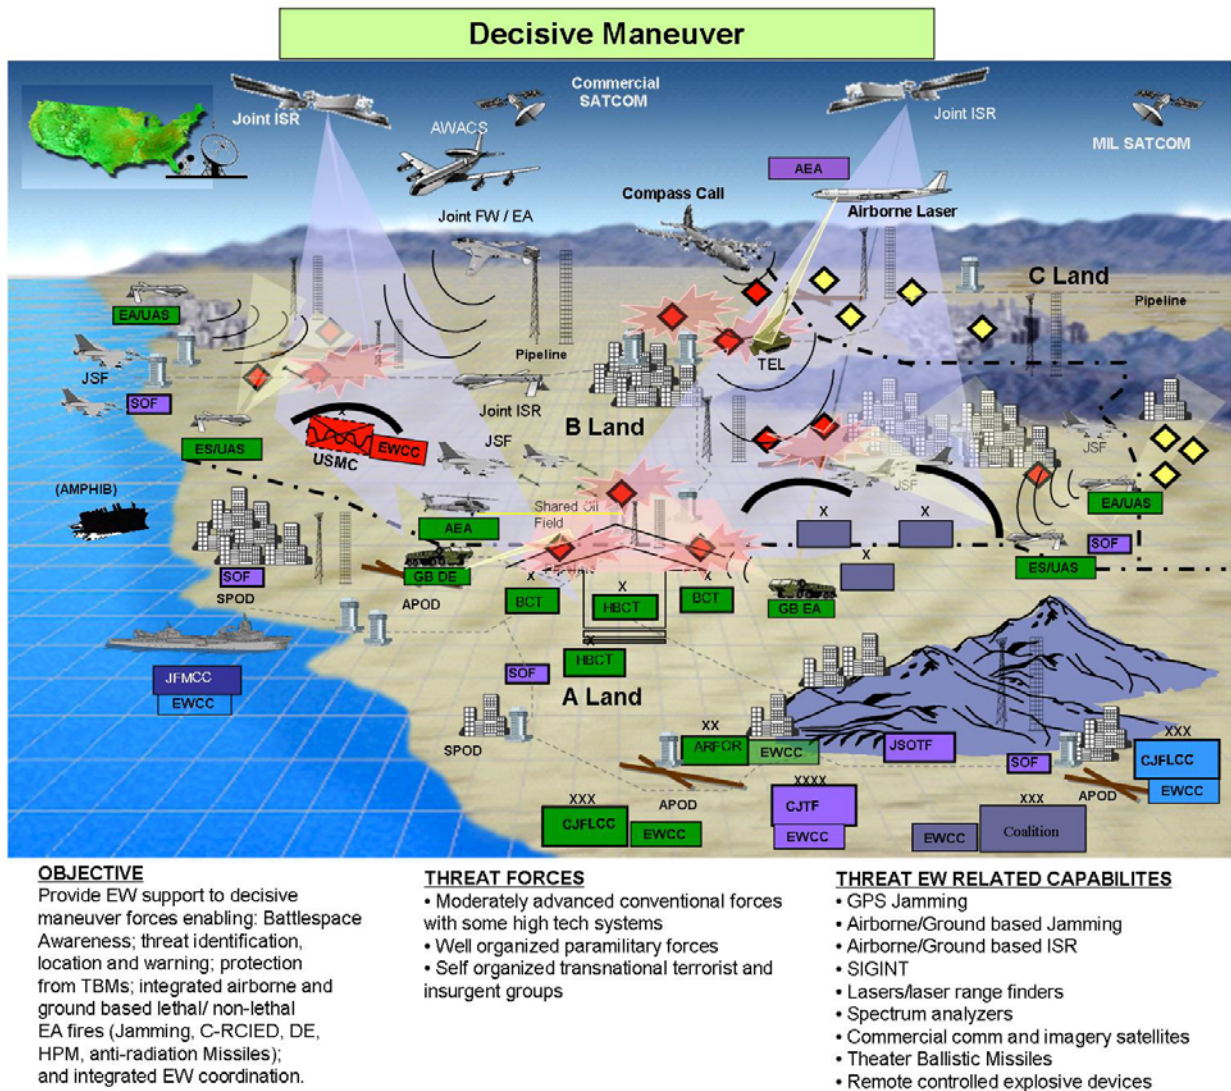 Decisive Maneuver
Commercial
SATCOM
Joint ISR
AWACS
Joint ISR
MIL SATCOM
AEA
Compass Call
Airborne Laser
Joint FW / EA
C Land
EA/UAS
Pipeline
Pipeline
TEL
JSF
SOF
Joint ISR
B Land
ES/UAS
X
EWCC
USMC
JSF
JSF
JSF
(AMPHIB)
EA/UAS
Shared Oil
Field
AEA
X
X
SOF
X
ES/UAS
SOF
GB DE
SPOD
APOD
X
X
X
BCT
HBCT
BCT
GB EA
X
HBCT
SOF
JFMCC
EWCC
A Land
SPOD
XX
ARFOR
EWCC
JSOTF
SOF
XXX
CJFLCC
EWCC
APOD
APOD
XXX
CJFLCC
EWCC
XXXX
CJTF
EWCC
XXX
EWCC
Coalition
OBJECTIVE
Provide EW support to decisive
maneuver forces enabling: Battlespace
Awareness; threat identification,
location and warning; protection
from TBMs; integrated airborne and
ground based lethal/ non-lethal
EA fires (Jamming, C-RCIED, DE,
HPM, anti-radiation Missiles);
and integrated EW coordination.
THREAT FORCES
• Moderately advanced conventional forces
with some high tech systems
• Well organized paramilitary forces
• Self organized transnational terrorist and
insurgent groups
THREAT EW RELATED CAPABILITES
• GPS Jamming
• Airborne/Ground based Jamming
• Airborne/Ground based ISR
• SIGINT
• Lasers/laser range finders
• Spectrum analyzers
• Commercial comm and imagery satellites
• Theater Ballistic Missiles
• Remote controlled explosive devices